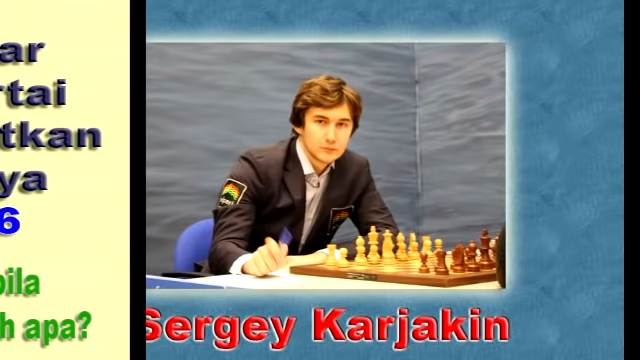 ar
rtai
tkan
ya
6
bila
h apa?
Sergey Karjakin